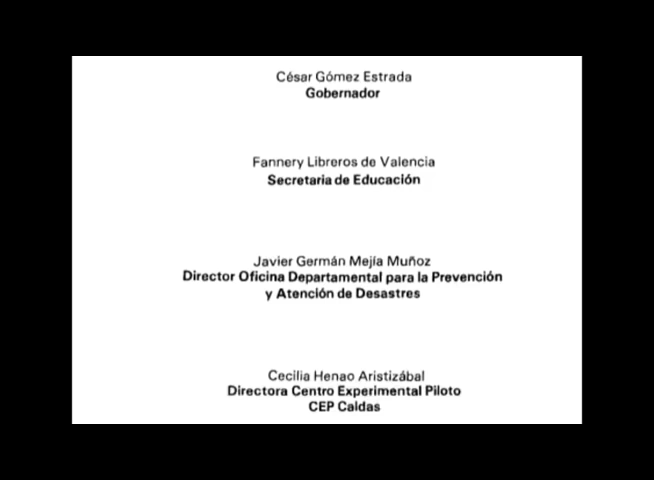 César Gómez Estrada
Gobernador
Fannery Libreros de Valencia
Secretaria de Educación
Javier Germán Mejía Muñoz
Director Oficina Departamental para la Prevención
y Atención de Desastres
Cecilia Henao Aristizábal
Directora Centro Experimental Piloto
CEP Caldas